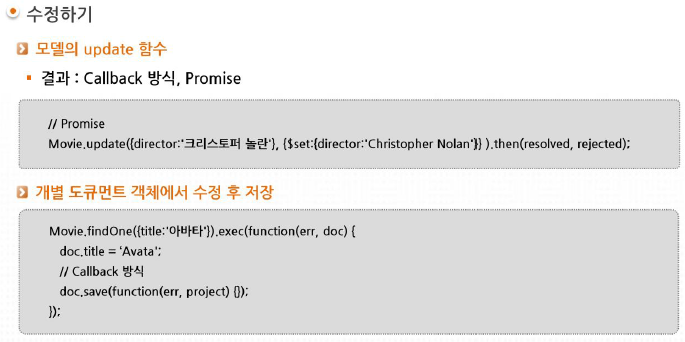 수정하기
모델의 update 함수
결과 : Callback 방식, Promise
// Promise
Movie.update({director:'크리스토퍼 놀란'}, {$set:{director:'Christopher Nolan'}} ).then(resolved, rejected);
개별 도큐먼트 객체에서 수정 후 저장
Movie.findOne({title:'아바타'}).exec(function(err, doc) {
doc.title = 'Avata';
// Callback 방식
doc.save(function(err, project) {});
});